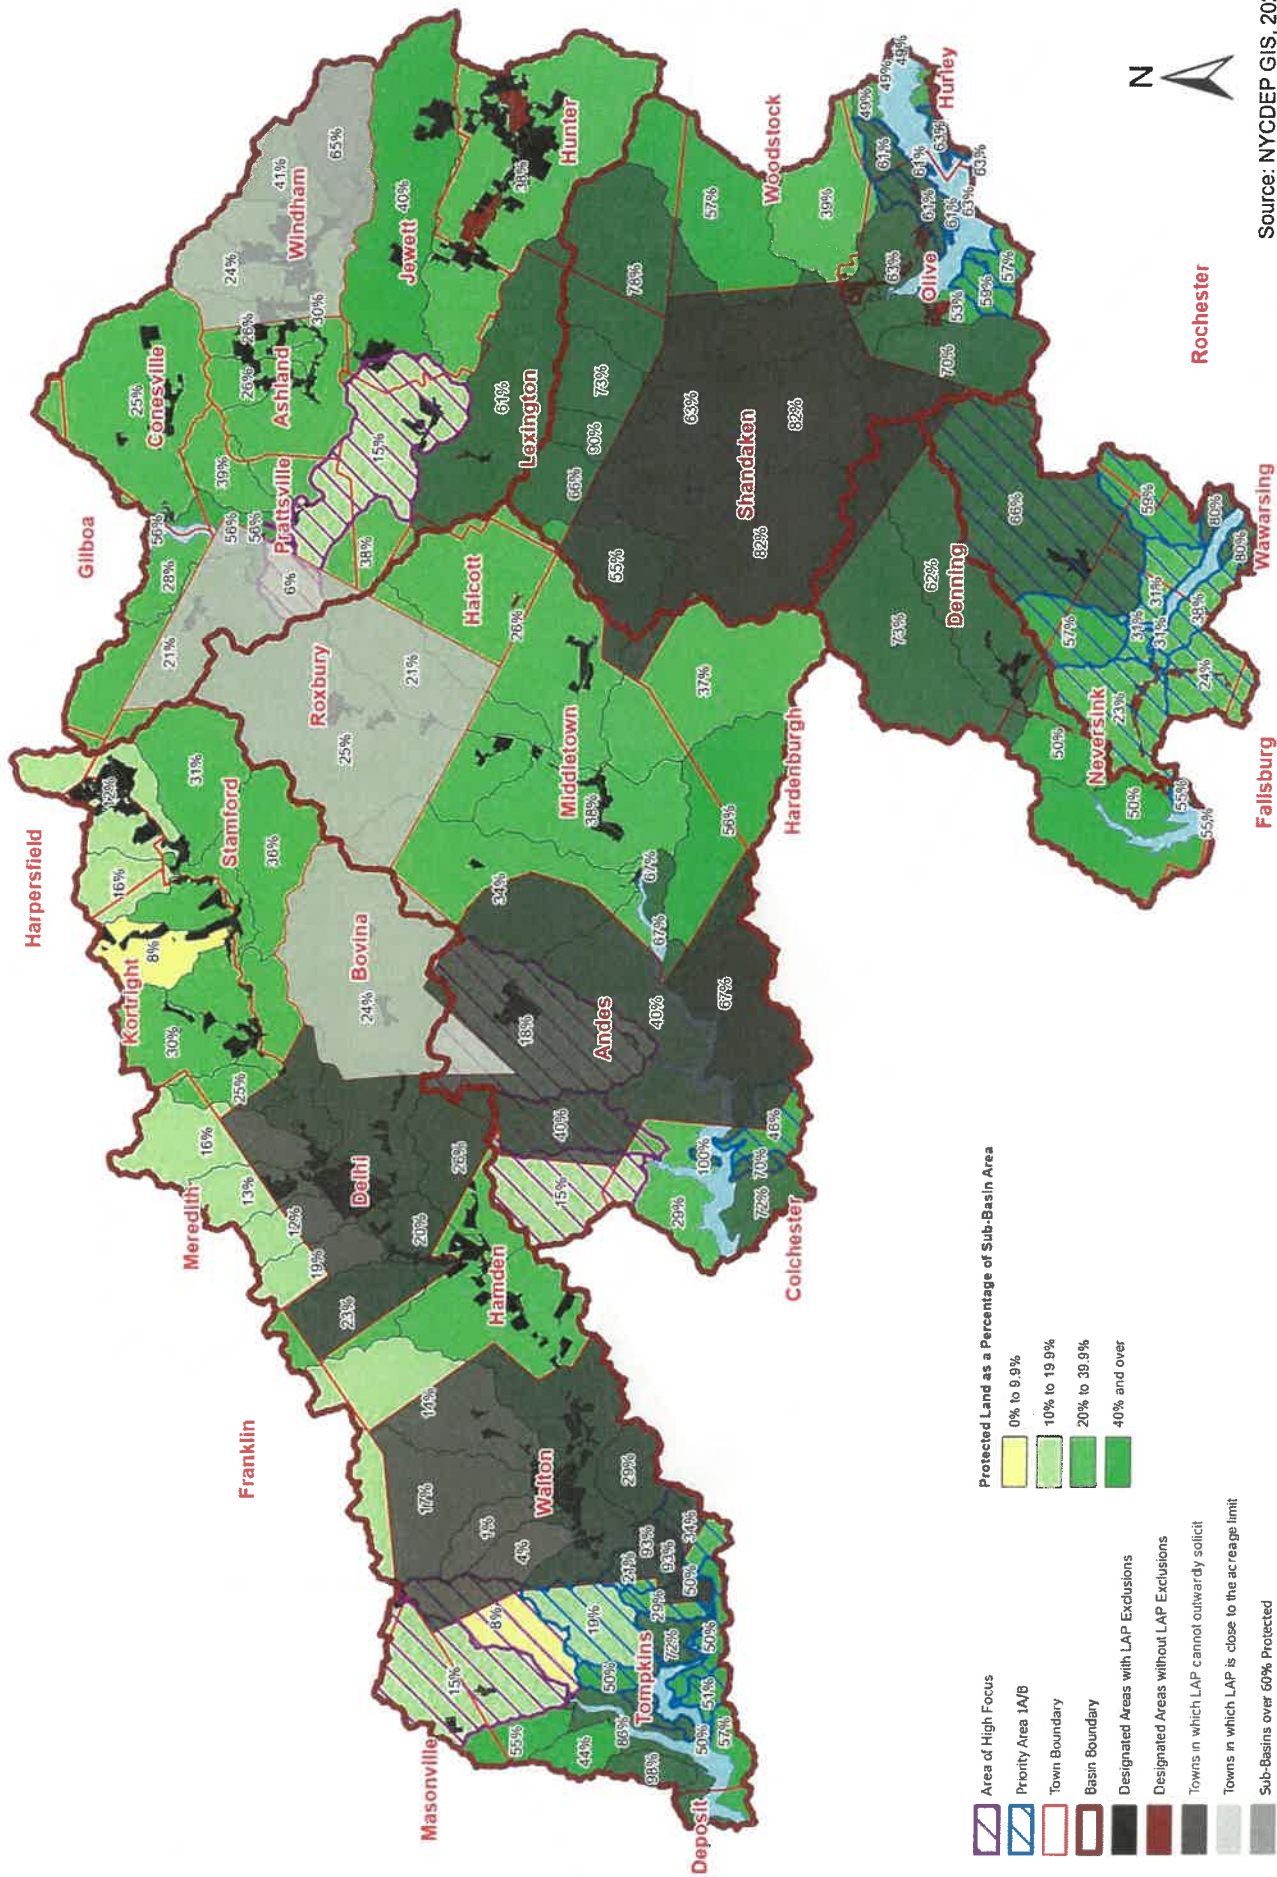 Harpersfield
Gilboa
Conesville
25%
Kortright
12%
16%
31%
Stamford
36%
8%
30%
25%
28%
56%
39%
56%
56%
Prattsville
26%
26%
Ashland
24%
41%
Windham
65%
30%
Jewett
40%
38%
Hunter
15%
6%
38%
21%
Roxbury
21%
25%
Halcott
26%
61%
Lexington
Meredith
16%
13%
12%
19%
Delhi
26%
20%
23%
Bovina
24%
34%
Middletown
38%
67%
67%
37%
56%
Hardenburgh
66%
90%
73%
78%
55%
63%
82%
82%
Shandaken
57%
39%
Woodstock
Franklin
14%
Hamden
15%
40%
18%
Andes
40%
67%
29%
100%
46%
70%
72%
Colchester
49%
49%
49%
Hurley
61%
61%
61%
61%
63%
63%
63%
63%
Olive
53%
59%
57%
70%
Rochester
17%
1%
4%
Walton
29%
21%
93%
93%
34%
50%
29%
72%
50%
Tompkins
19%
8%
15%
Masonville
55%
44%
50%
86%
98%
51%
50%
57%
Deposit
73%
62%
Denning
66%
59%
57%
50%
Neversink
23%
31%
31%
31%
38%
24%
80%
80%
Wawarsing
50%
55%
55%
Fallsburg
N
Area of High Focus
Priority Area 1A/B
Town Boundary
Basin Boundary
Designated Areas with LAP Exclusions
Designated Areas without LAP Exclusions
Towns in which LAP cannot outwardly solicit
Towns in which LAP is close to the acreage limit
Sub-Basins over 60% Protected
Protected Land as a Percentage of Sub-Basin Area
0% to 9.9%
10% to 19.9%
20% to 39.9%
40% and over
Source: NYCDEP GIS, 202